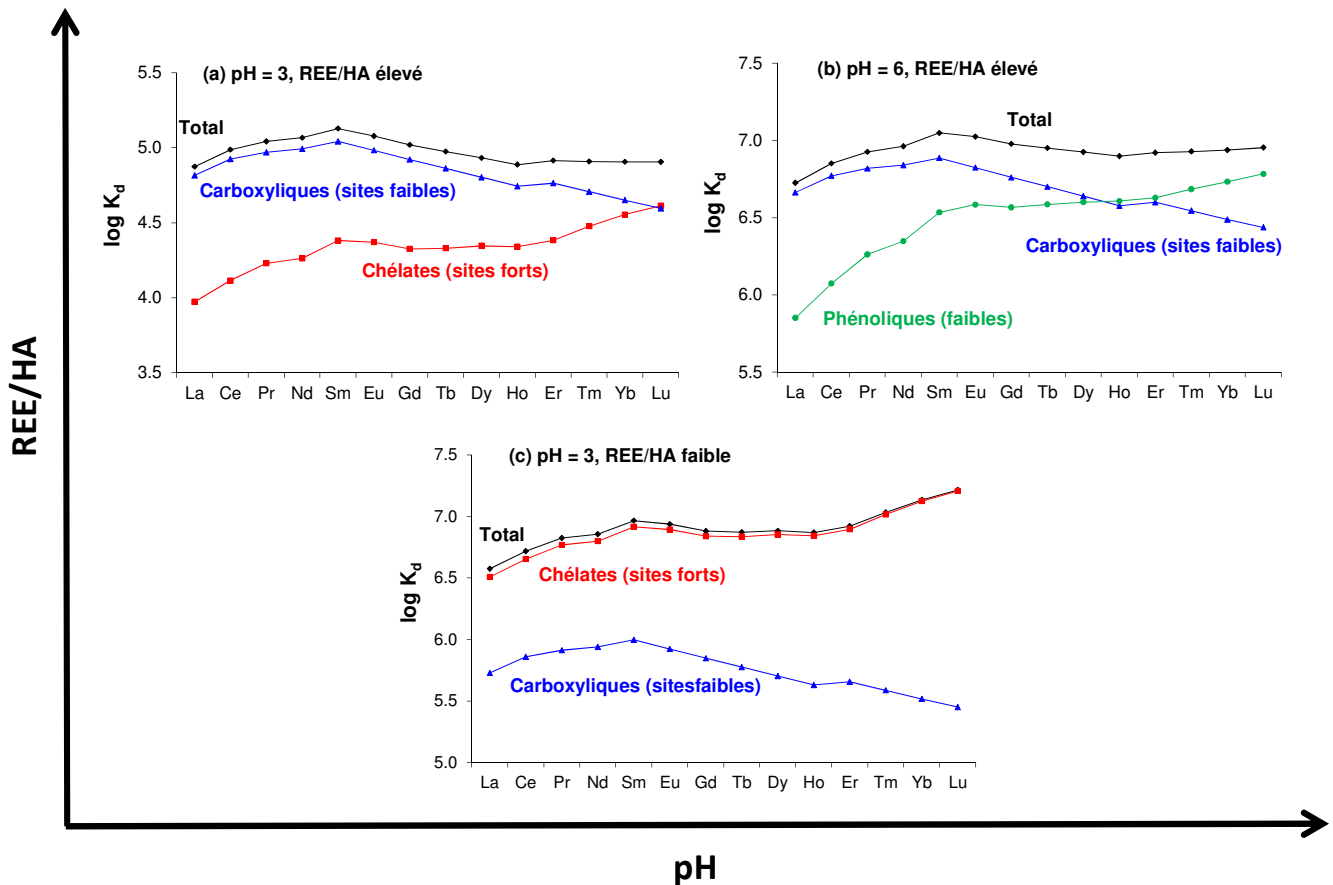 REE/HA
(a) pH = 3, REE/HA élevé
5.5
5.0
4.5
4.0
3.5
log Kd
Total
Carboxyliques (sites faibles)
Chélates (sites forts)
La Ce Pr Nd Sm Eu Gd Tb Dy Ho Er Tm Yb Lu
(b) pH = 6, REE/HA élevé
7.5
7.0
6.5
6.0
5.5
log Kd
Total
Carboxyliques (sites faibles)
Phénoliques (faibles)
La Ce Pr Nd Sm Eu Gd Tb Dy Ho Er Tm Yb Lu
(c) pH = 3, REE/HA faible
7.5
7.0
6.5
6.0
5.5
5.0
log Kd
Total
Chélates (sites forts)
Carboxyliques (sitesfaibles)
La Ce Pr Nd Sm Eu Gd Tb Dy Ho Er Tm Yb Lu
pH